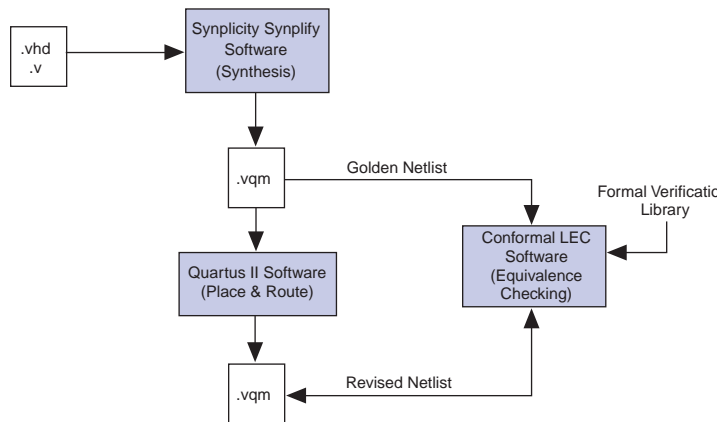 .vhd
.v
Synplicity Synplify
Software
(Synthesis)
.vqm
Golden Netlist
Formal Verificatio
Library
Quartus II Software
(Place & Route)
Conformal LEC
Software
(Equivalence
Checking)
.vqm
Revised Netlist